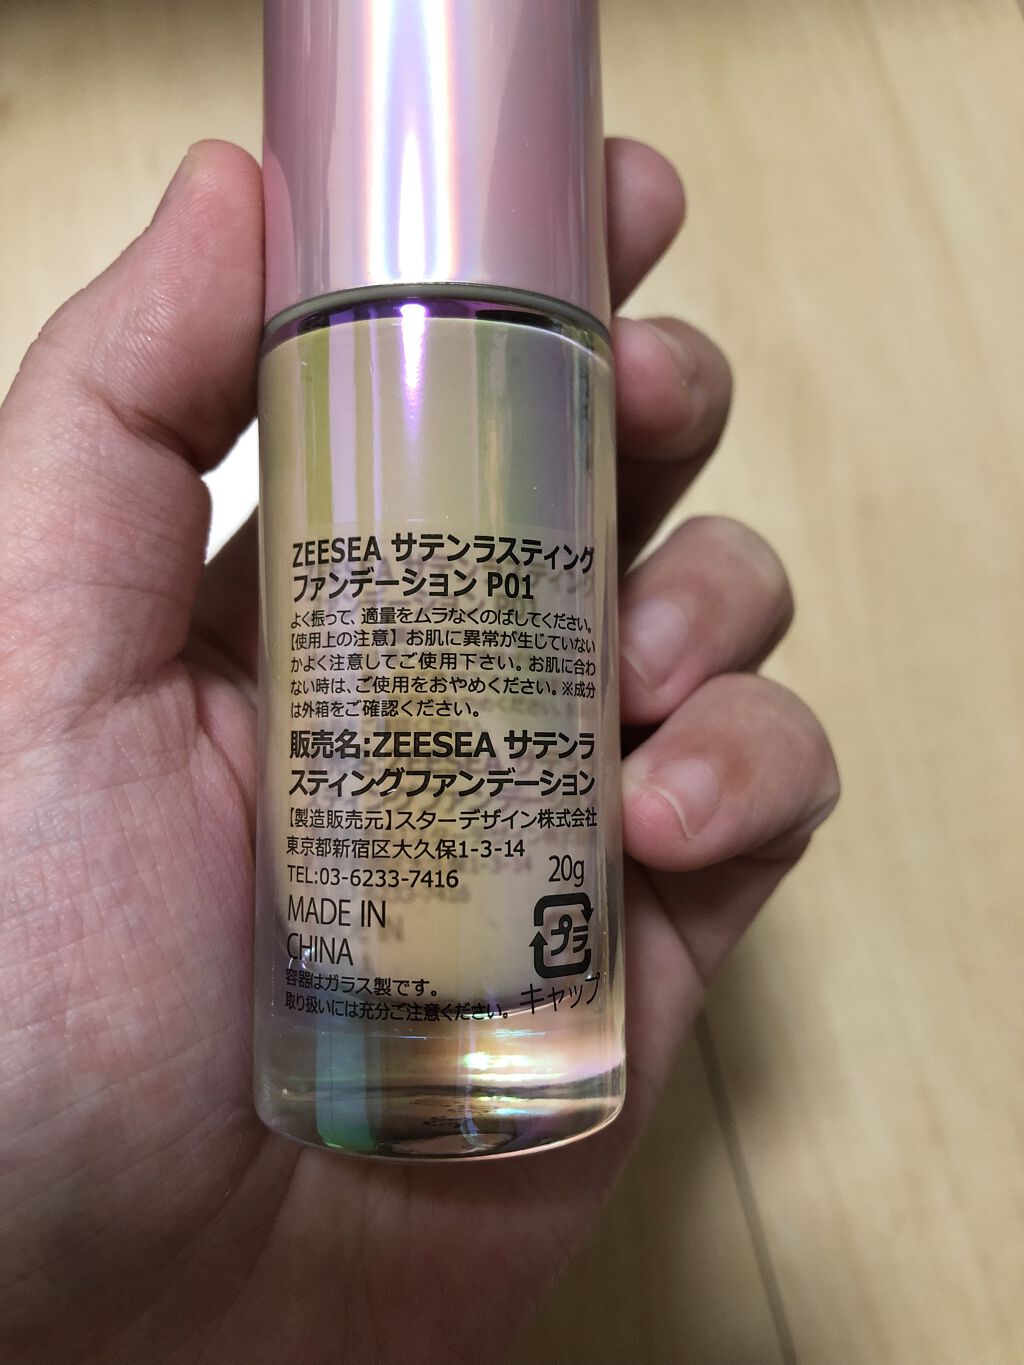 ZEESEA サテンラスティング
ファンデーション P01
よく振って、適量をムラなくのばしてください。
【使用上の注意】お肌に異常が生じていない
かよく注意してご使用下さい。お肌に合わ
ない時は、ご使用をおやめください。※成分
は外箱をご確認ください。
販売名:ZEESEA サテンラ
スティングファンデーション
【製造販売元】スターデザイン株式会社
東京都新宿区大久保1-3-14
TEL:03-6233-7416
20g
MADE IN
CHINA
プラ
キャップ
容器はガラス製です。
取り扱いには充分ご注意ください。